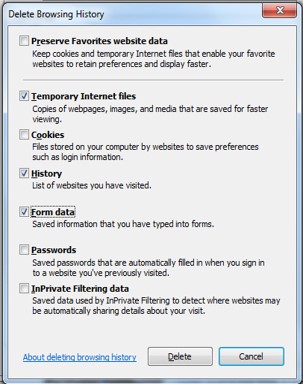 Delete Browsing History
Preserve Favorites website data
Keep cookies and temporary Internet files that enable your favorite
websites to retain preferences and display faster.
Temporary Internet files
Copies of webpages, images, and media that are saved for faster
viewing.
Cookies
Files stored on your computer by websites to save preferences
such as login information.
History
List of websites you have visited.
Form data
Saved information that you have typed into forms.
Passwords
Saved passwords that are automatically filled in when you sign in
to a website you've previously visited.
InPrivate Filtering data
Saved data used by InPrivate Filtering to detect where websites may
be automatically sharing details about your visit.
About deleting browsing history
Delete
Cancel